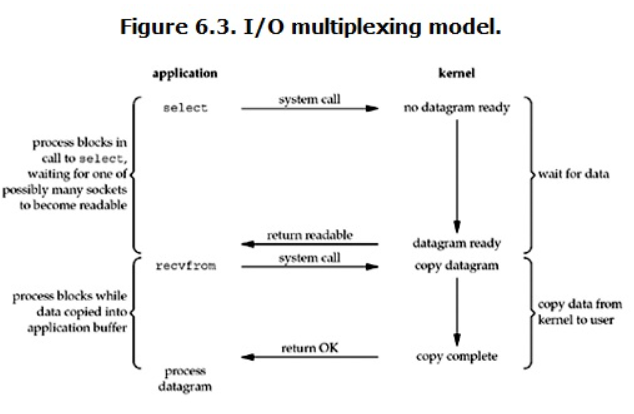 Figure 6.3. I/O multiplexing model.
application
kernel
select
system call
no datagram ready
process blocks in
call to select,
waiting for one of
possibly many sockets
to become readable
wait for data
return readable
datagram ready
recvfrom
system call
copy datagram
process blocks while
data copied into
application buffer
copy data from
kernel to user
return OK
copy complete
process
datagram